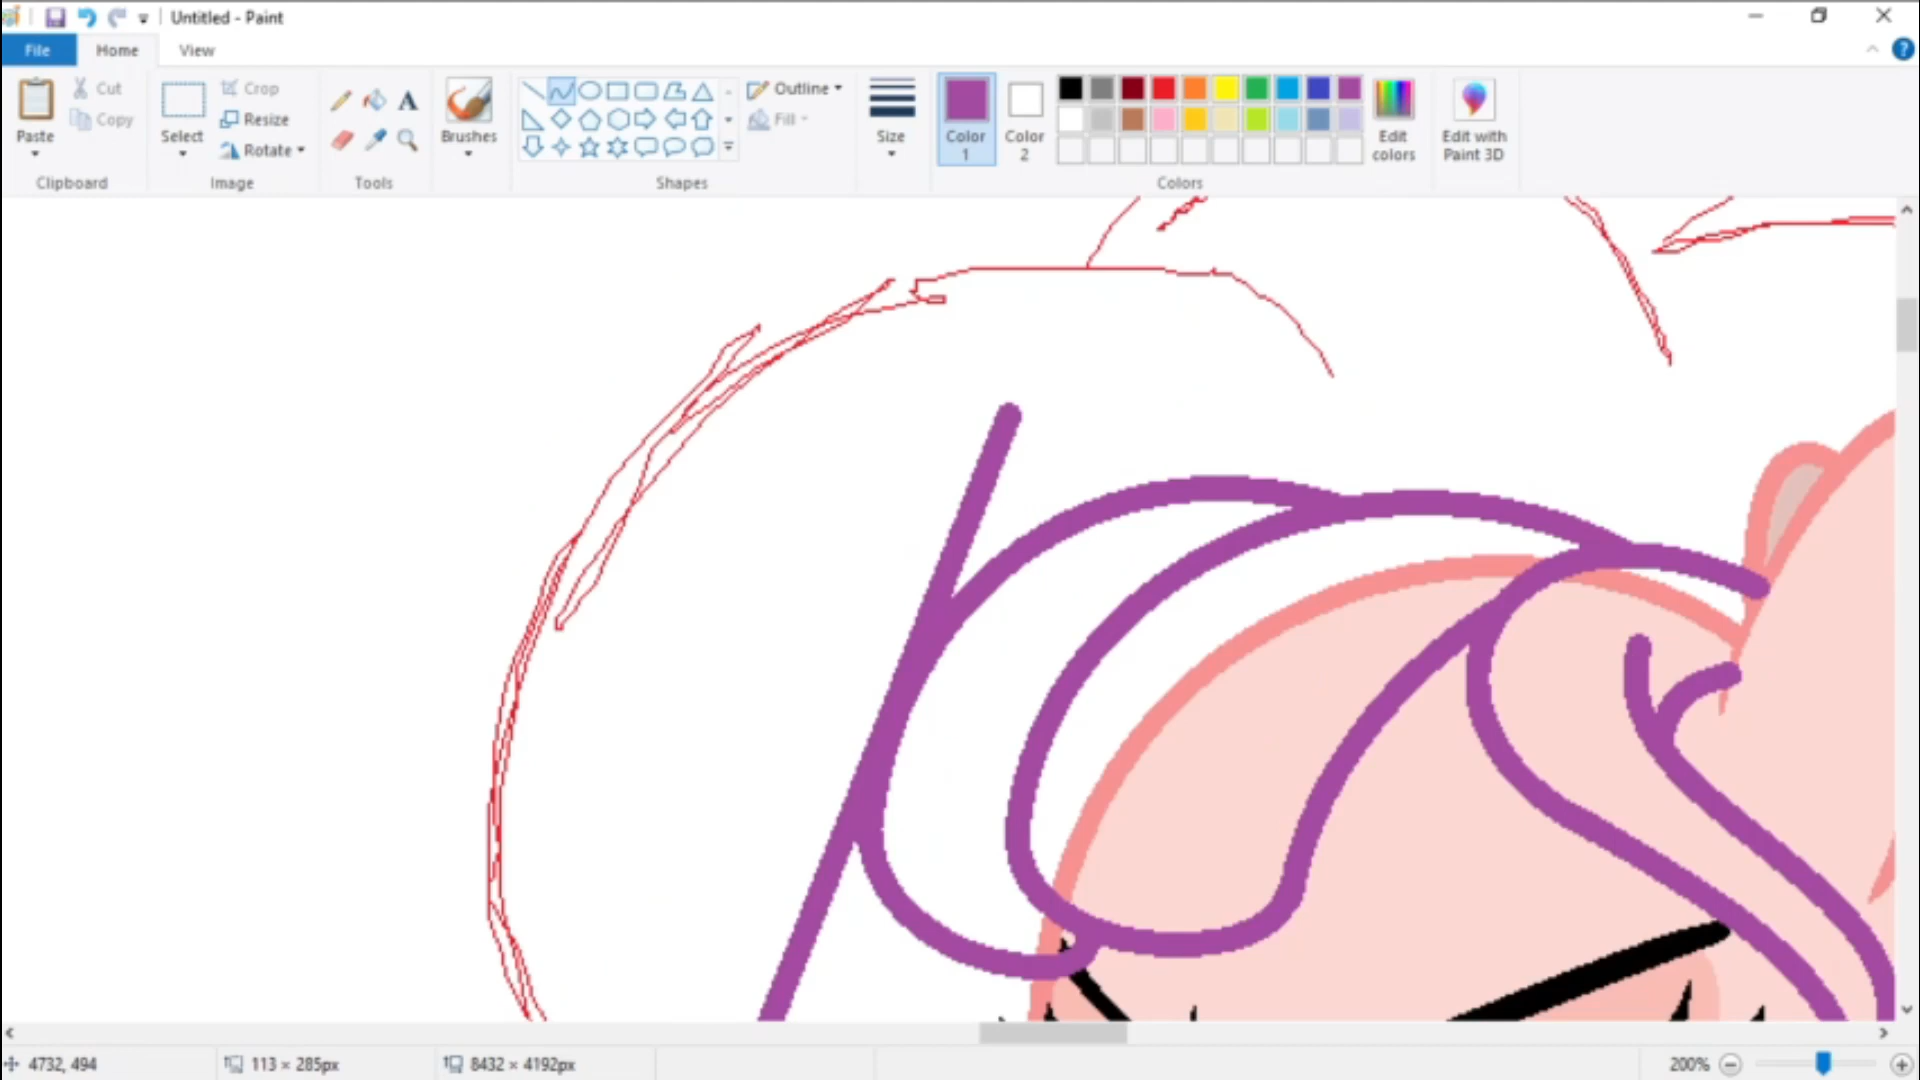 Untitled - Paint
File Home View
Paste
Cut
Copy
Clipboard
Select
Crop
Resize
Rotate
Image
A
Tools
Brushes
Outline
Fill
Shapes
Size
Color
1
Color
2
Edit
colors
Colors
Edit with
Paint 3D
4732, 494
113 × 285px
8432 × 4192px
200%